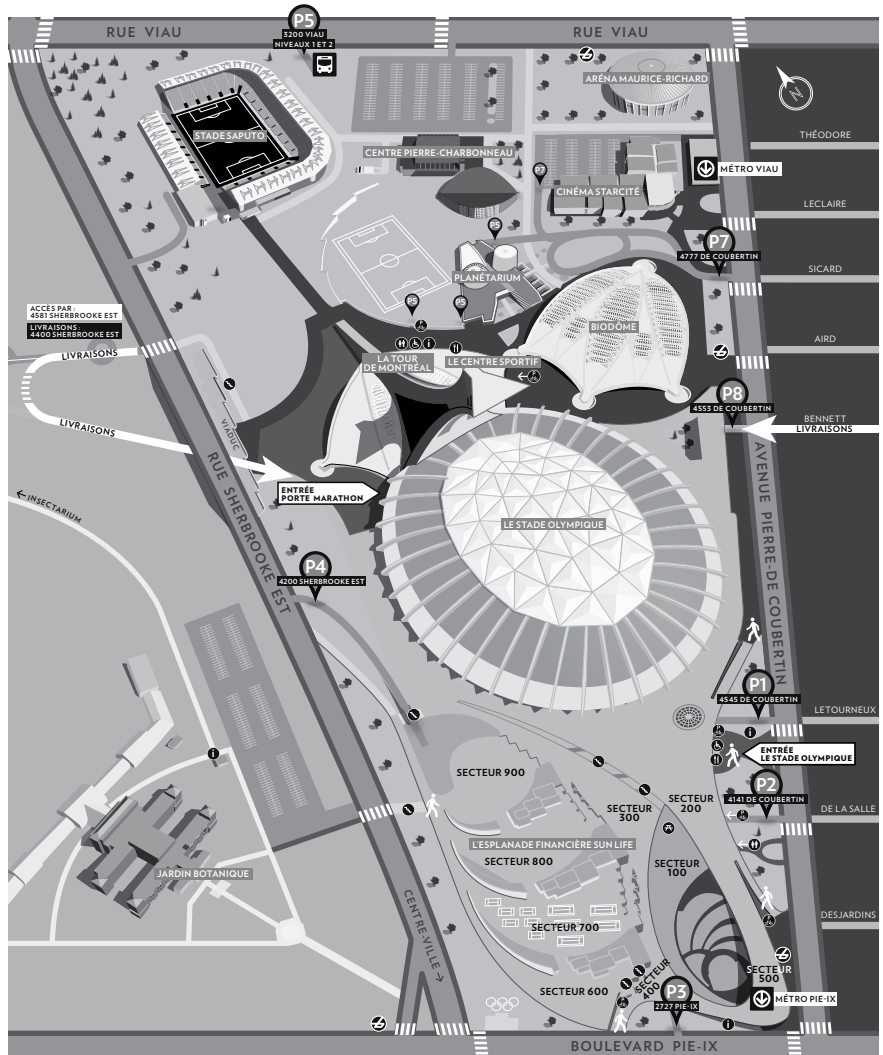 RUE VIAU
P5
3200 VIAU
NIVEAUX 1 ET 2
RUE VIAU
ARÉNA MAURICE-RICHARD
N
STADE SAPUTO
CENTRE PIERRE-CHARBONNEAU
THÉODORE
MÉTRO VIAU
P7
CINÉMA STARCITÉ
LECLAIRE
P5
P7
4777 DE COUBERTIN
SICARD
PLANÉTARIUM
P5
P5
ACCÈS PAR :
4581 SHERBROOKE EST
LIVRAISONS :
4400 SHERBROOKE EST
BIODÔME
AIRD
LIVRAISONS
LA TOUR
DE MONTRÉAL
LE CENTRE SPORTIF
P8
4553 DE COUBERTIN
BENNETT
LIVRAISONS
LIVRAISONS
VIADUC
RUE SHERBROOKE EST
AVENUE PIERRE-DE COUBERTIN
ENTRÉE
PORTE MARATHON
INSECTARIUM
LE STADE OLYMPIQUE
P4
4200 SHERBROOKE EST
P1
4545 DE COUBERTIN
LETOURNEUX
ENTRÉE
LE STADE OLYMPIQUE
SECTEUR 900
P2
4141 DE COUBERTIN
SECTEUR
200
SECTEUR
300
DE LA SALLE
L'ESPLANADE FINANCIÈRE SUN LIFE
SECTEUR 800
SECTEUR
100
JARDIN BOTANIQUE
CENTRE-VILLE
SECTEUR 700
DESJARDINS
SECTEUR
500
SECTEUR 600
SECTEUR
400
P3
2727 PIE-IX
MÉTRO PIE-IX
BOULEVARD PIE-IX